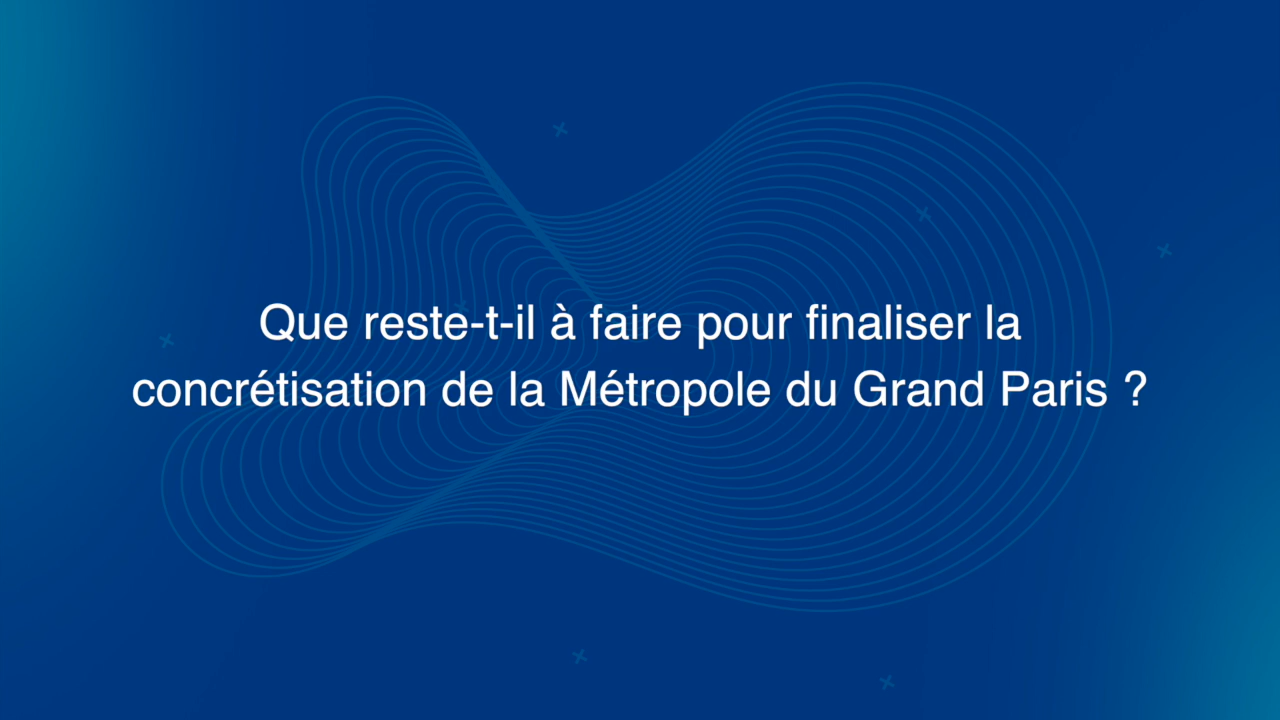 Que reste-t-il à faire pour finaliser la
concrétisation de la Métropole du Grand Paris ?